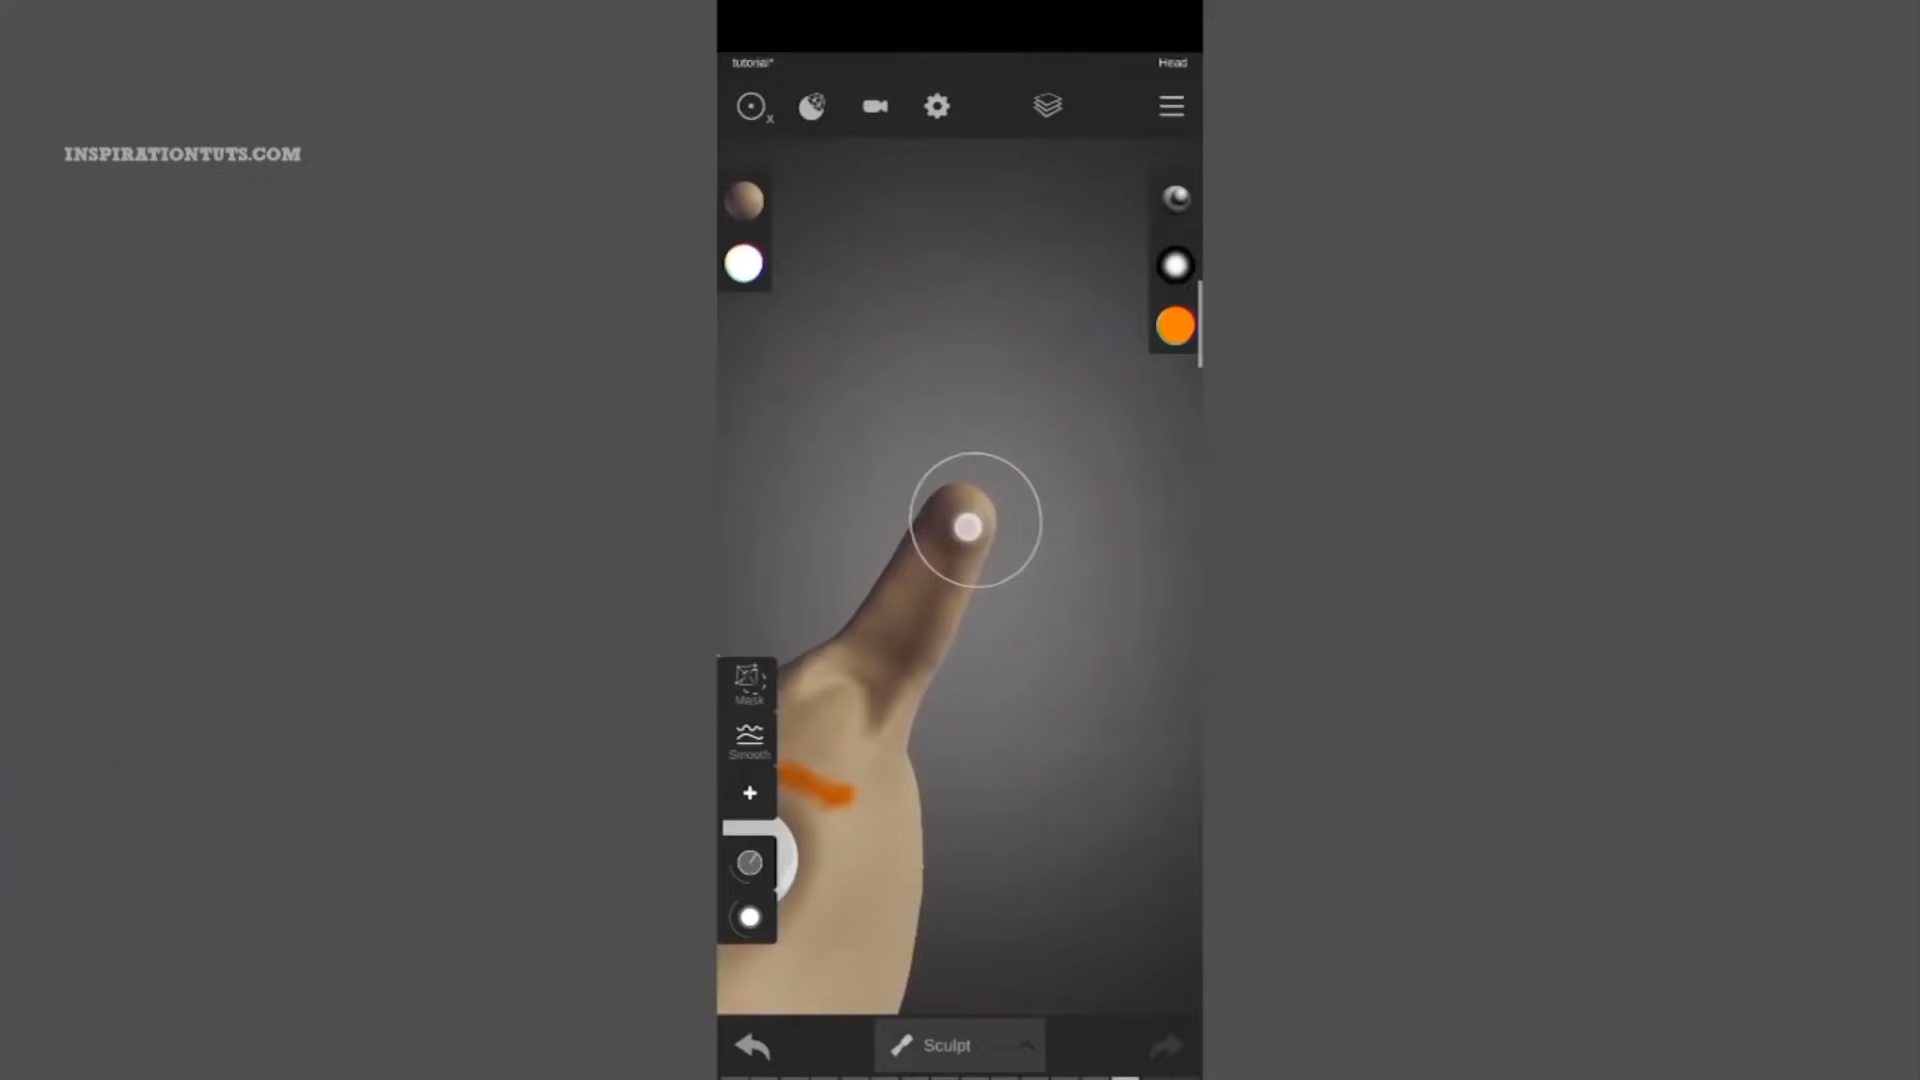 tutorial*
Head
INSPIRATIONTUTS.COM
Mask
Smooth
Sculpt